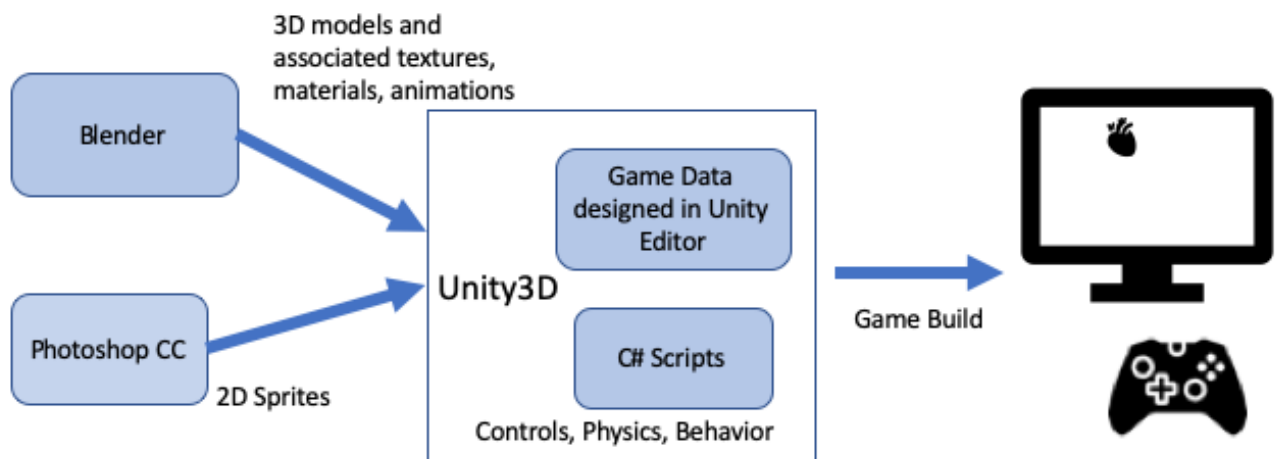 3D models and
associated textures,
materials, animations
Blender
Game Data
designed in Unity
Editor
Unity3D
Game Build
Photoshop CC
C# Scripts
2D Sprites
Controls, Physics, Behavior